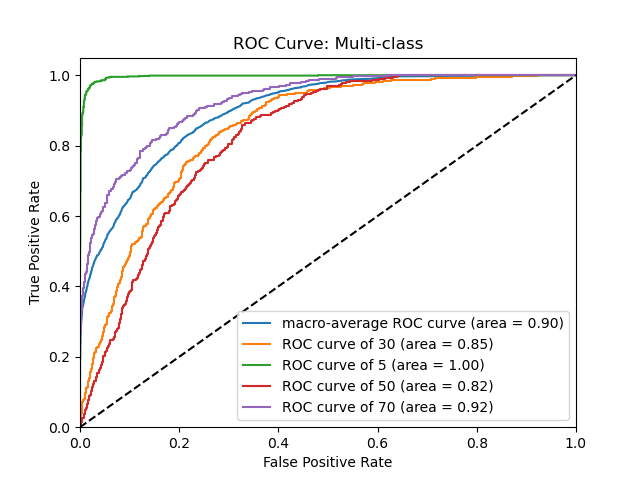 ROC Curve: Multi-class
1.0
0.8
0.6
0.4
0.2
0.0
True Positive Rate
macro-average ROC curve (area = 0.90)
ROC curve of 30 (area = 0.85)
ROC curve of 5 (area = 1.00)
ROC curve of 50 (area = 0.82)
ROC curve of 70 (area = 0.92)
0.0 0.2 0.4 0.6 0.8 1.0
False Positive Rate